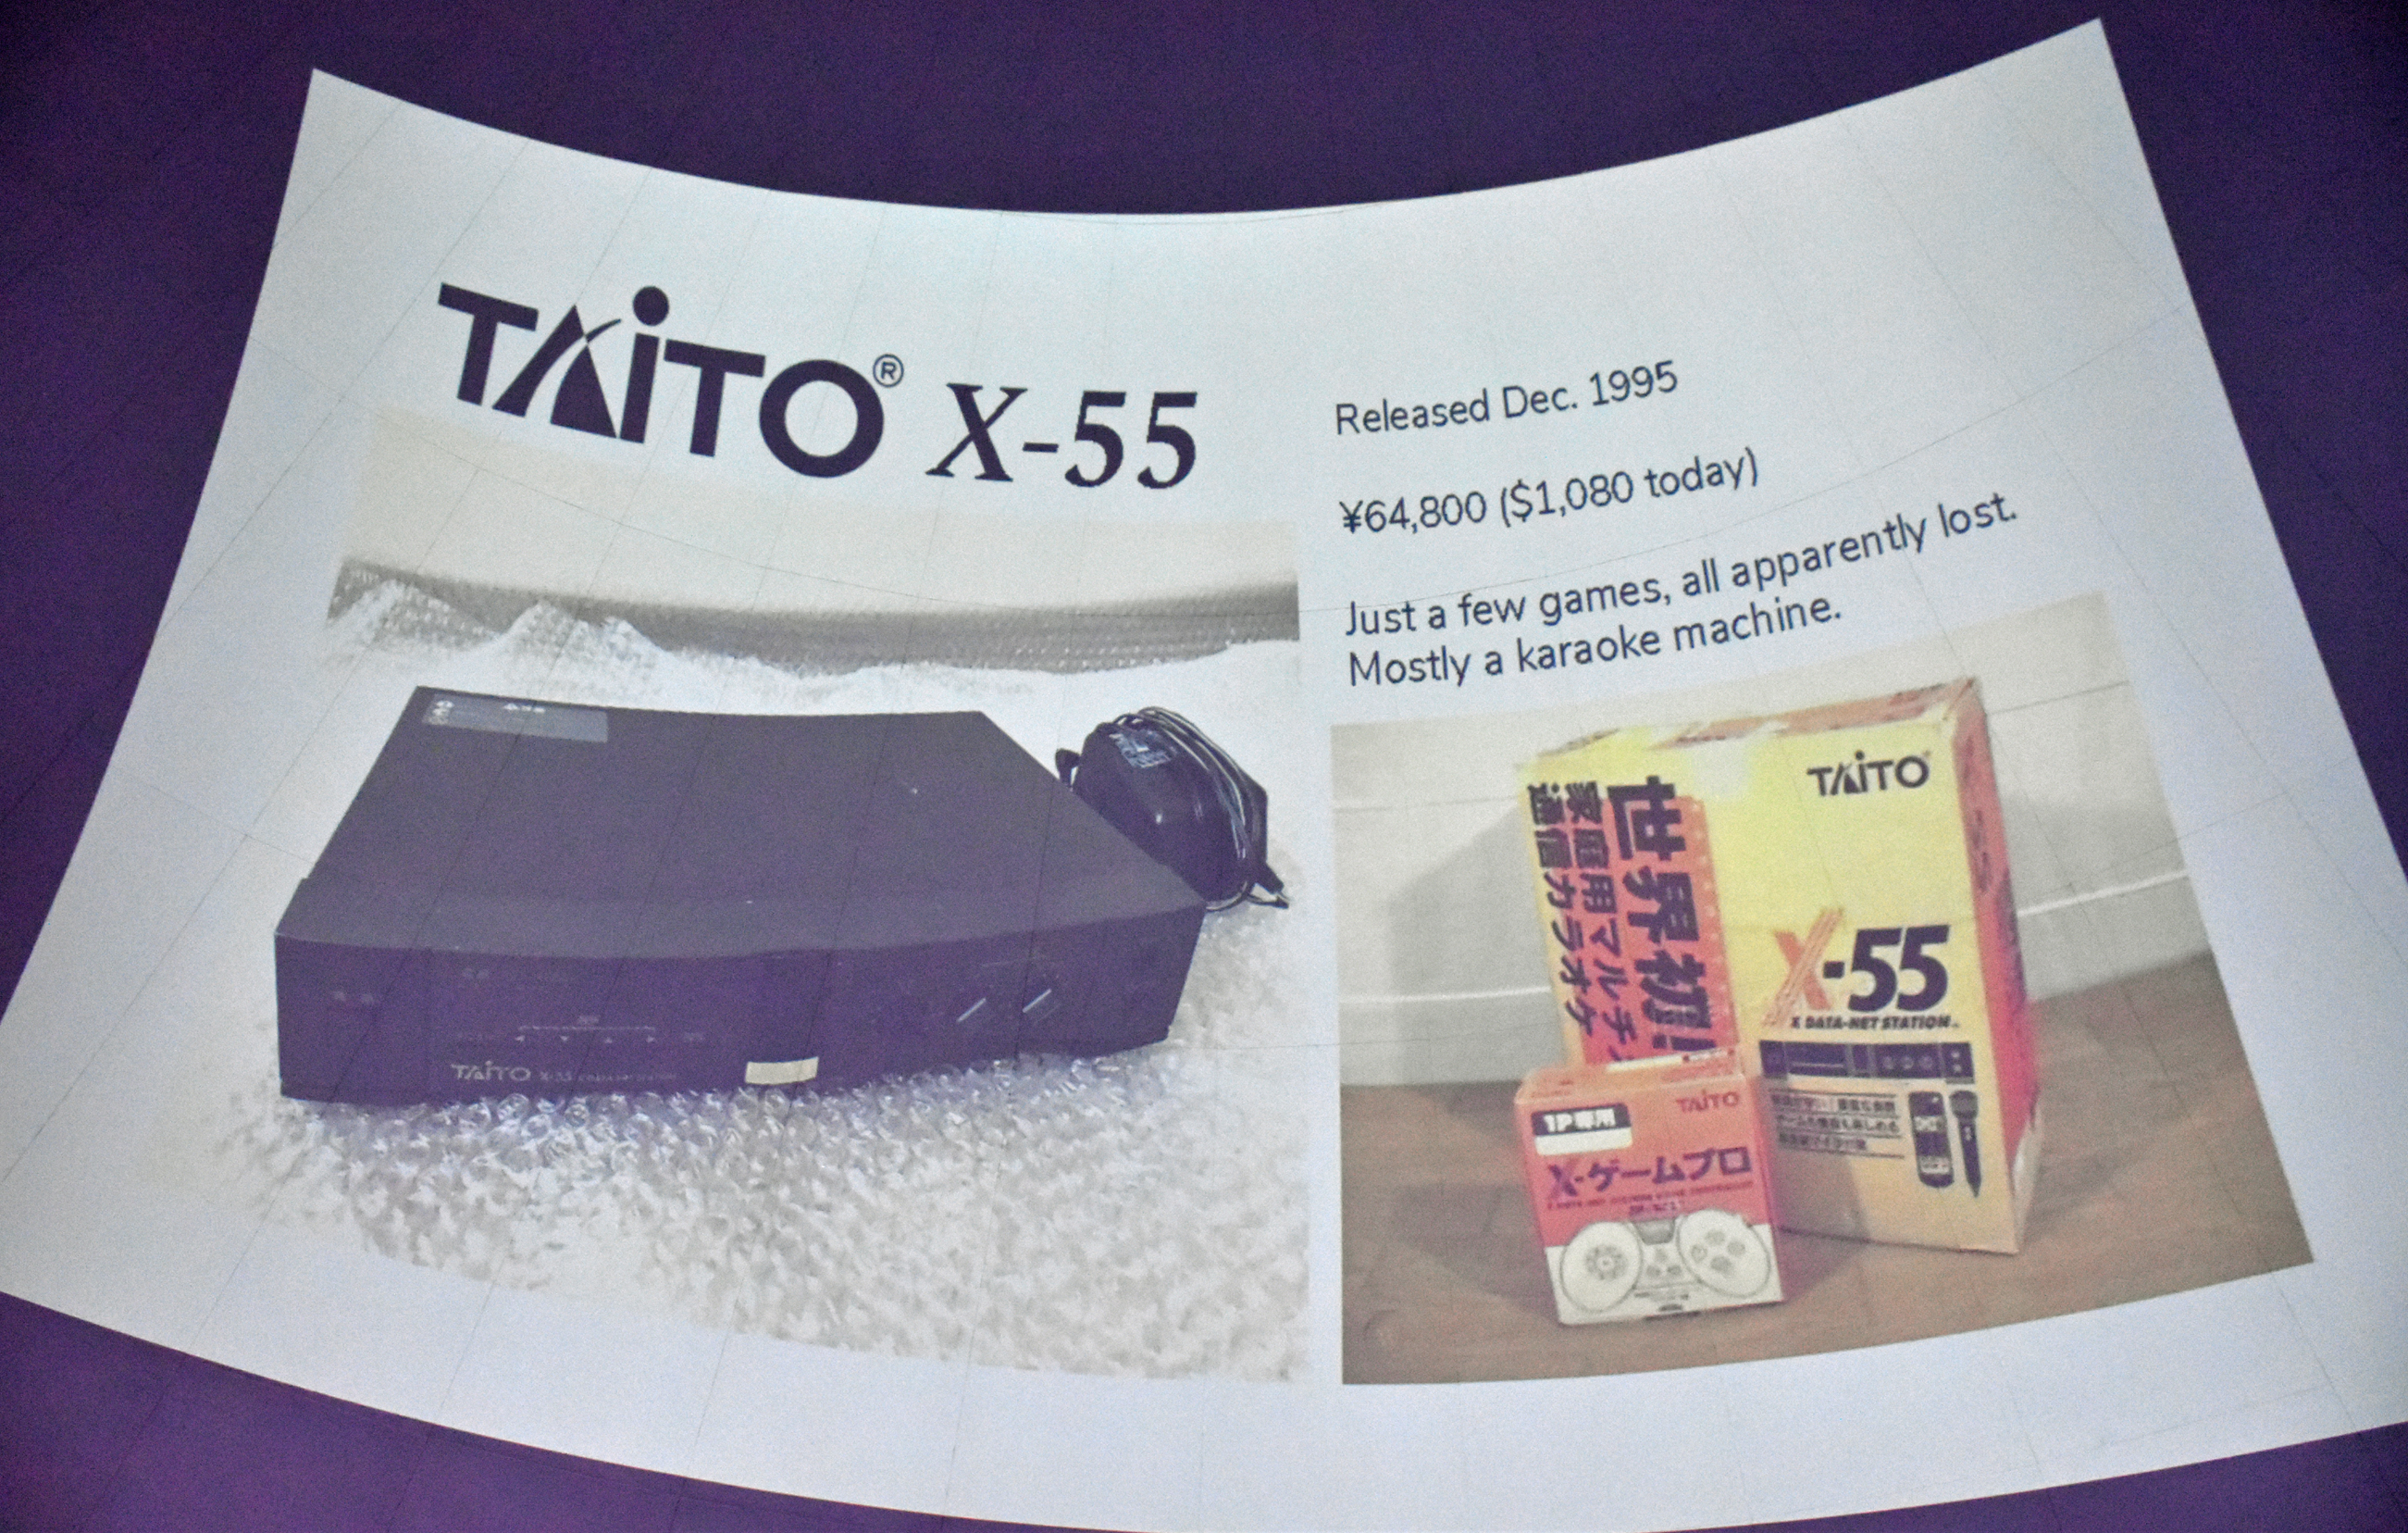 TAITO® X-55
Released Dec. 1995
¥64,800 ($1,080 today)
Just a few games, all apparently lost.
Mostly a karaoke machine.
TAITO X-55
TAITO
世界初!
家庭用マルチ
通信カラオケ
X-55
X DATA-NET STATION
1P専用
TAITO
X-ゲームプロ